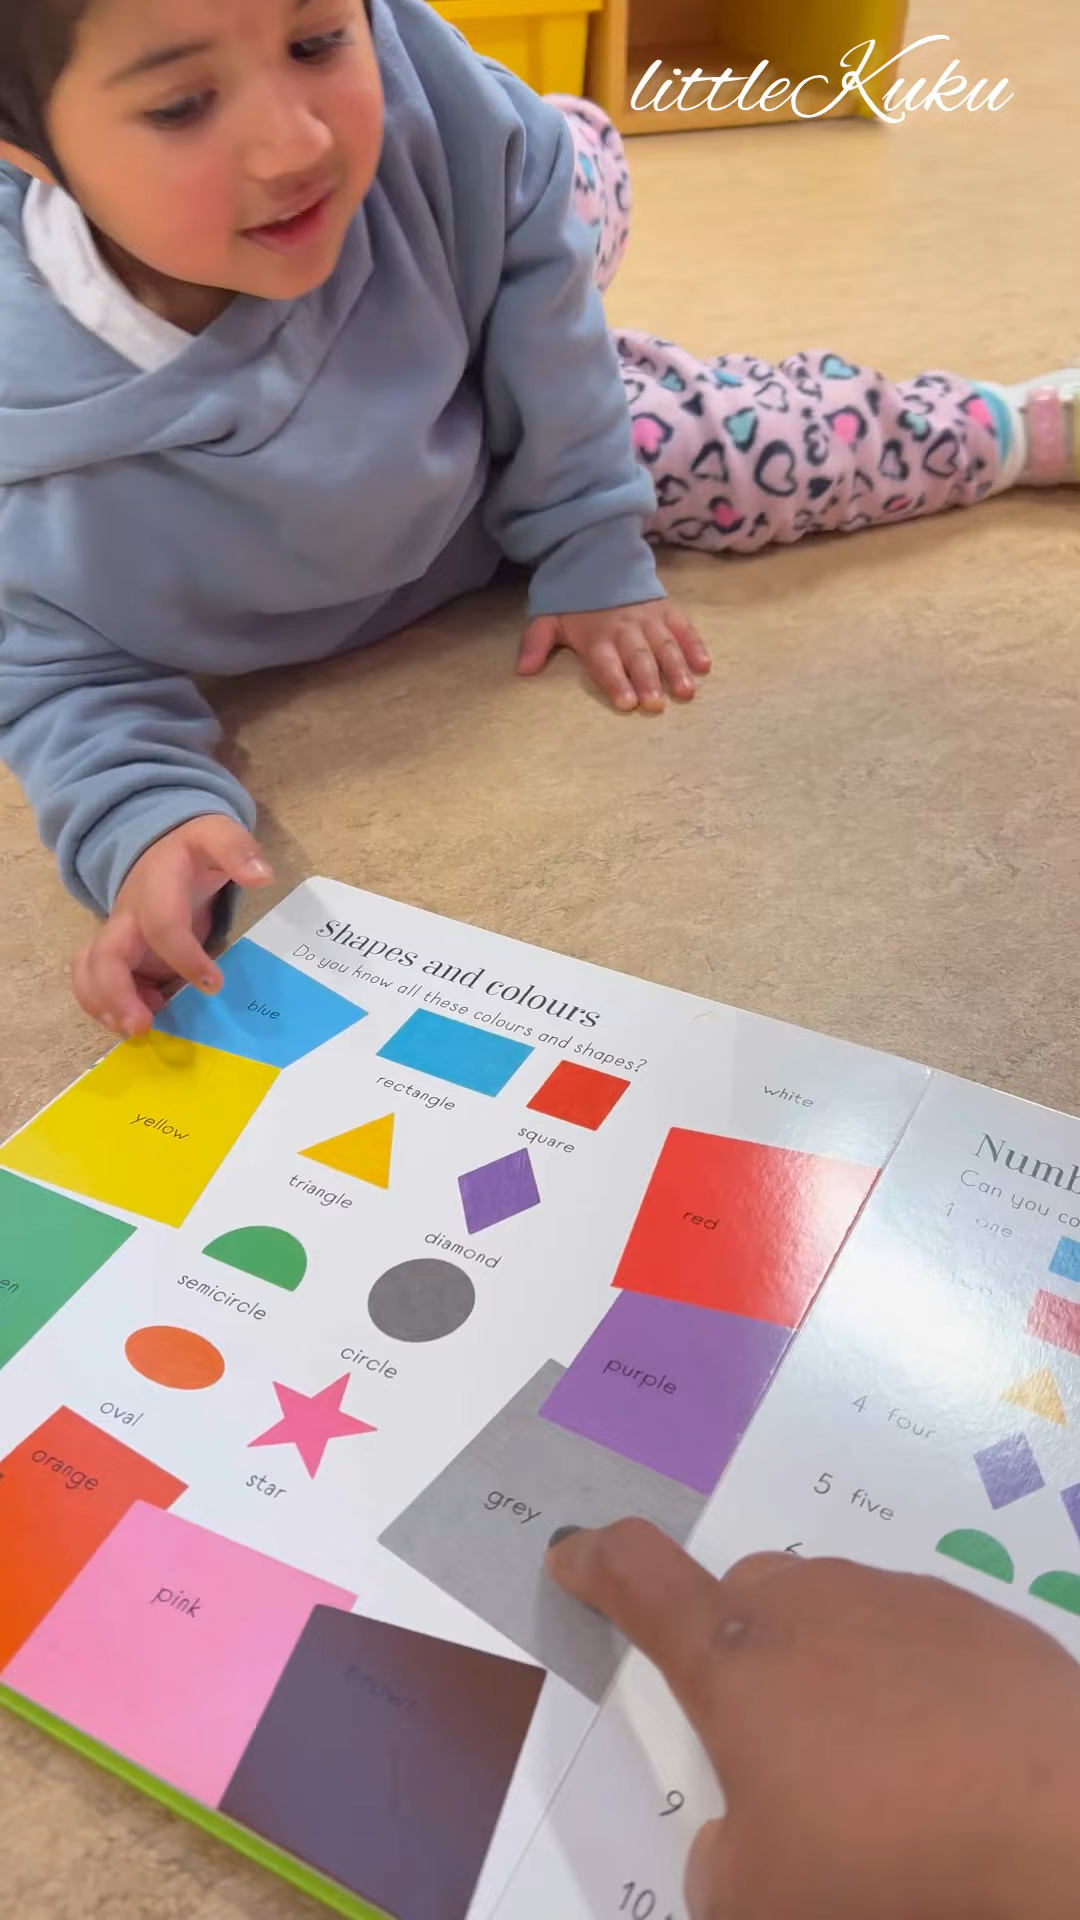 littleKuku
Shapes and colours
Do you know all these colours and shapes?
blue
rectangle
square
white
yellow
triangle
diamond
red
semicircle
circle
purple
oval
star
orange
grey
pink
brown
Can you
1 one
4 four
5 five
9
10